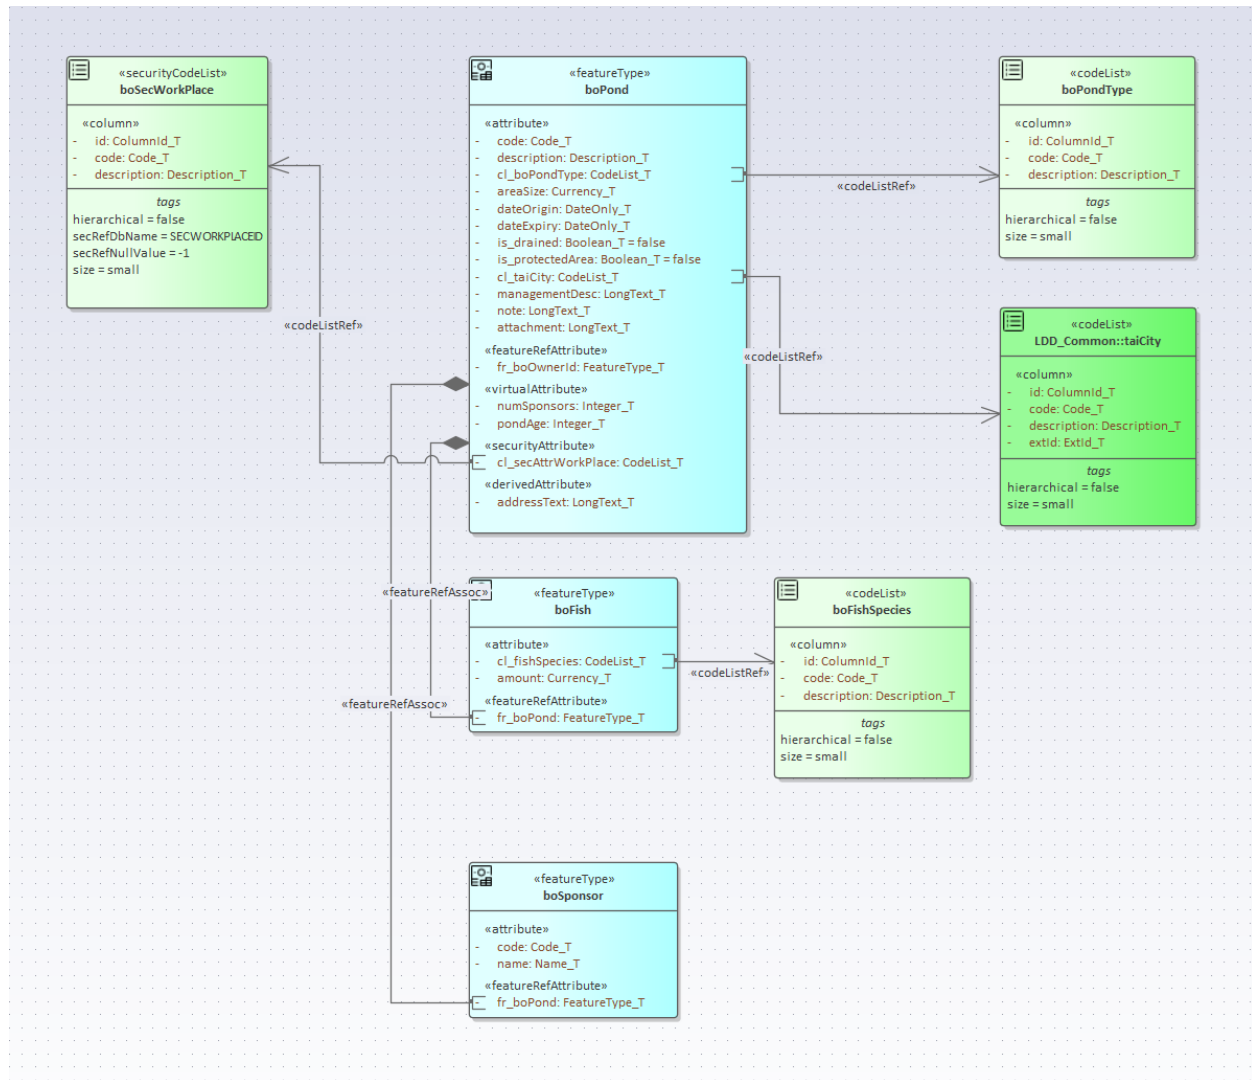 «securityCodeList»
boSecWorkPlace
«column»
- id: ColumnId_T
- code: Code_T
- description: Description_T
tags
hierarchical = false
secRefDbName = SECWORKPLACEID
secRefNullValue = -1
size = small
«featureType»
boPond
«attribute»
- code: Code_T
- description: Description_T
- cl_boPondType: CodeList_T
- areaSize: Currency_T
- dateOrigin: DateOnly_T
- dateExpiry: DateOnly_T
- is_drained: Boolean_T = false
- is_protectedArea: Boolean_T = false
- cl_taiCity: CodeList_T
- managementDesc: LongText_T
- note: LongText_T
- attachment: LongText_T
«featureRefAttribute»
- fr_boOwnerId: FeatureType_T
«virtualAttribute»
- numSponsors: Integer_T
- pondAge: Integer_T
«securityAttribute»
- cl_secAttrWorkPlace: CodeList_T
«derivedAttribute»
- addressText: LongText_T
«codeList»
boPondType
«column»
- id: ColumnId_T
- code: Code_T
- description: Description_T
tags
hierarchical = false
size = small
«codeListRef»
«codeListRef»
«codeListRef»
«codeList»
LDD_Common::taiCity
«column»
- id: ColumnId_T
- code: Code_T
- description: Description_T
- extId: ExtId_T
tags
hierarchical = false
size = small
«featureRefAssoc»
«featureRefAssoc»
«featureType»
boFish
«attribute»
- cl_fishSpecies: CodeList_T
- amount: Currency_T
«featureRefAttribute»
- fr_boPond: FeatureType_T
«codeListRef»
«codeList»
boFishSpecies
«column»
- id: ColumnId_T
- code: Code_T
- description: Description_T
tags
hierarchical = false
size = small
«featureType»
boSponsor
«attribute»
- code: Code_T
- name: Name_T
«featureRefAttribute»
- fr_boPond: FeatureType_T